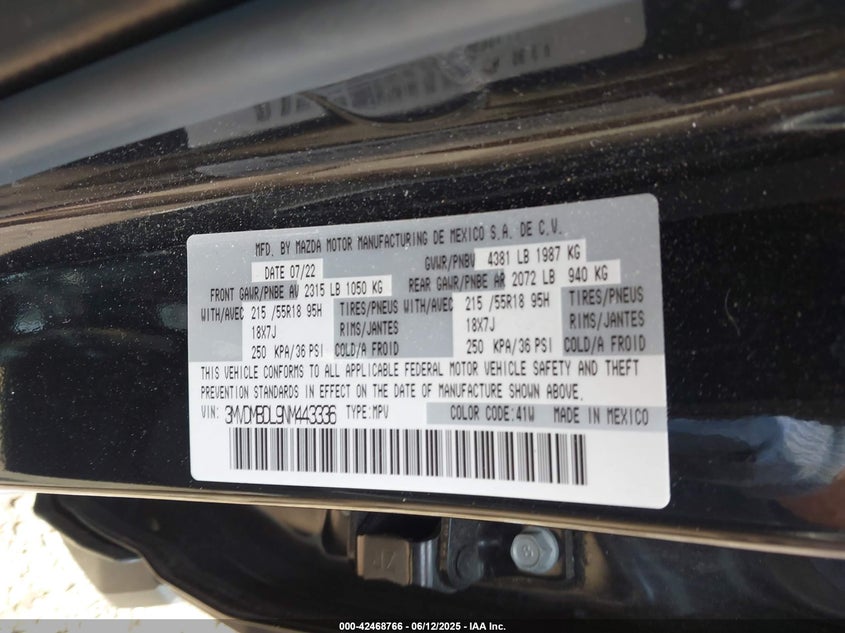 MFD. BY MAZDA MOTOR MANUFACTURING DE MEXICO S.A. DE C.V.
DATE 07/22 GVWR/PNBV 4381 LB 1987 KG
FRONT GAWR/PNBE AV 2315 LB 1050 KG REAR GAWR/PNBE AR 2072 LB 940 KG
WITH/AVEC 215 /55R18 95H TIRES/PNEUS WITH/AVEC 215 /55R18 95H TIRES/PNEUS
18X7J RIMS/JANTES 18X7J RIMS/JANTES
250 KPA/36 PSI COLD/A FROID 250 KPA/36 PSI COLD/A FROID
THIS VEHICLE CONFORMS TO ALL APPLICABLE FEDERAL MOTOR VEHICLE SAFETY AND THEFT
PREVENTION STANDARDS IN EFFECT ON THE DATE OF MANUFACTURE SHOWN ABOVE.
VIN: 3MVDMBDL9NM443336 TYPE:MPV COLOR CODE:41W MADE IN MEXICO
000-42468766 - 06/12/2025 - IAA Inc.